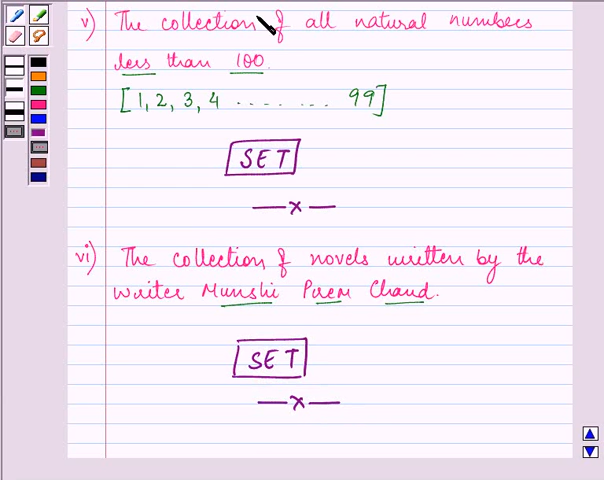 v) The collection of all natural numbers
less than 100.
[1, 2, 3, 4 ........ 99]
SET
—x—
vi) The collection of novels written by the
writer Munshi Prem Chand.
SET
—x—